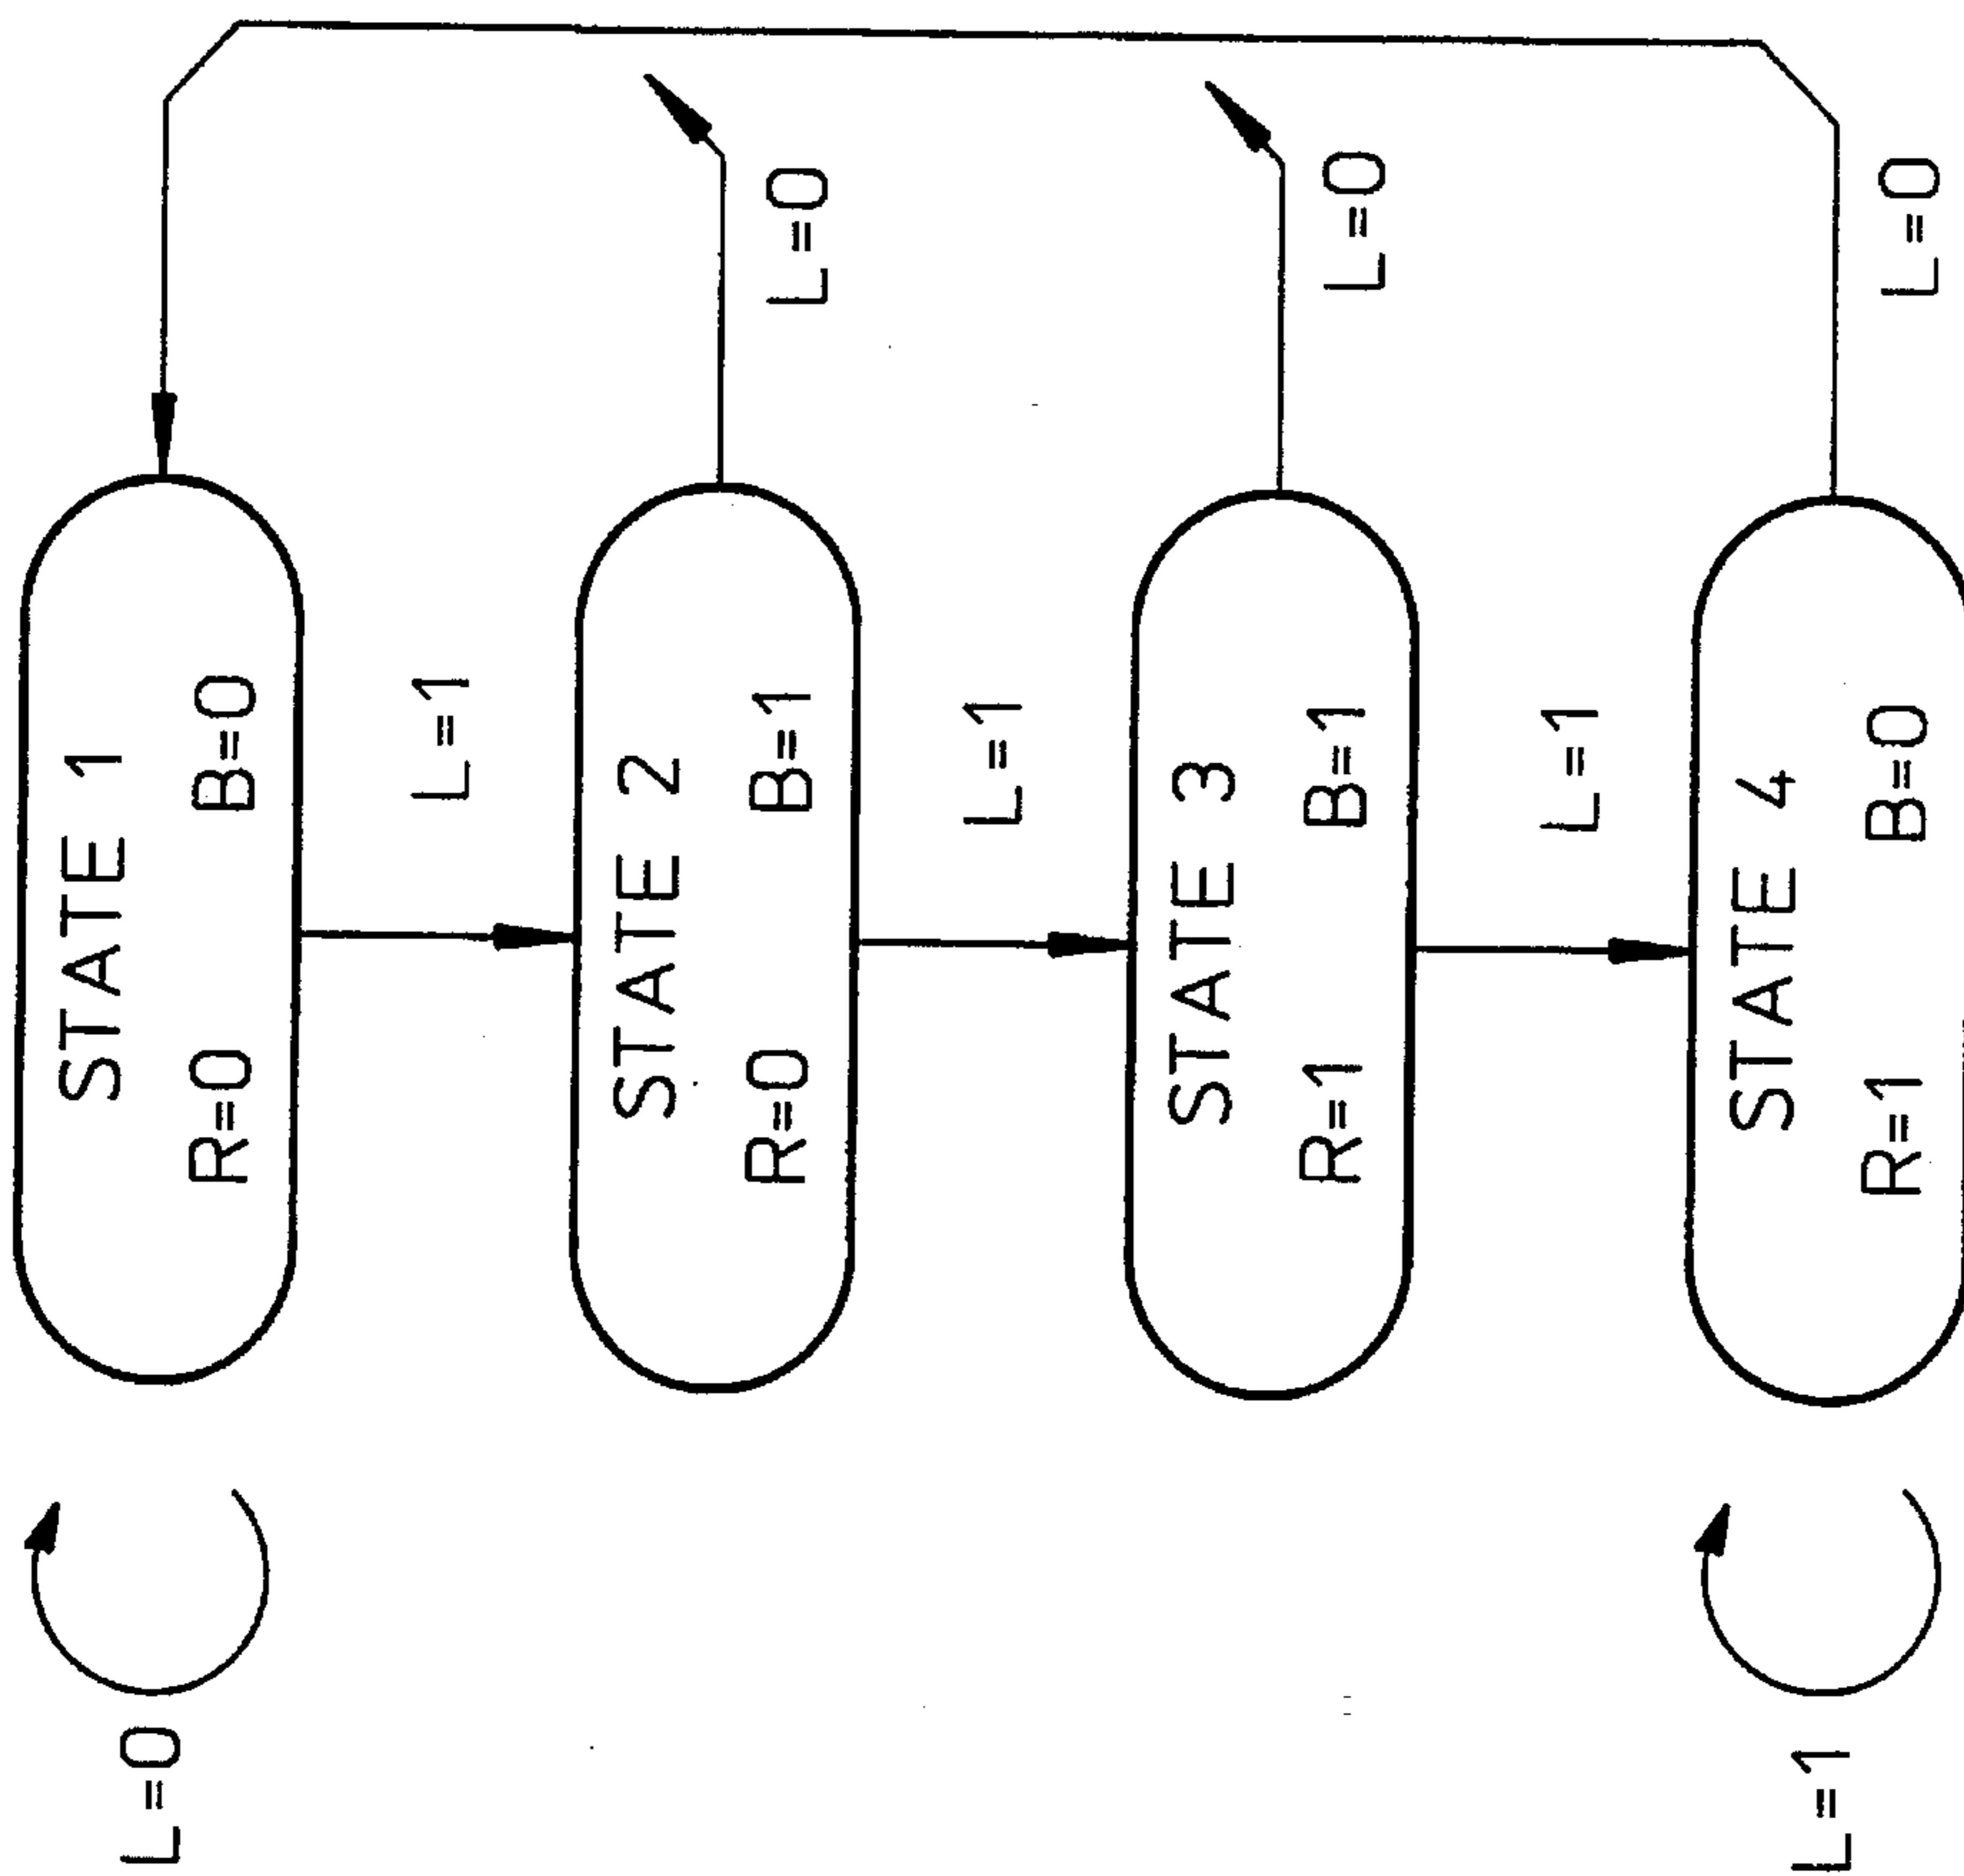 L=0
STATE 1
R=0 B=0
L=1
STATE 2
R=0 B=1
L=0
L=1
STATE 3
R=1 B=1
L=0
L=1
L=1
STATE 4
R=1 B=0
L=0